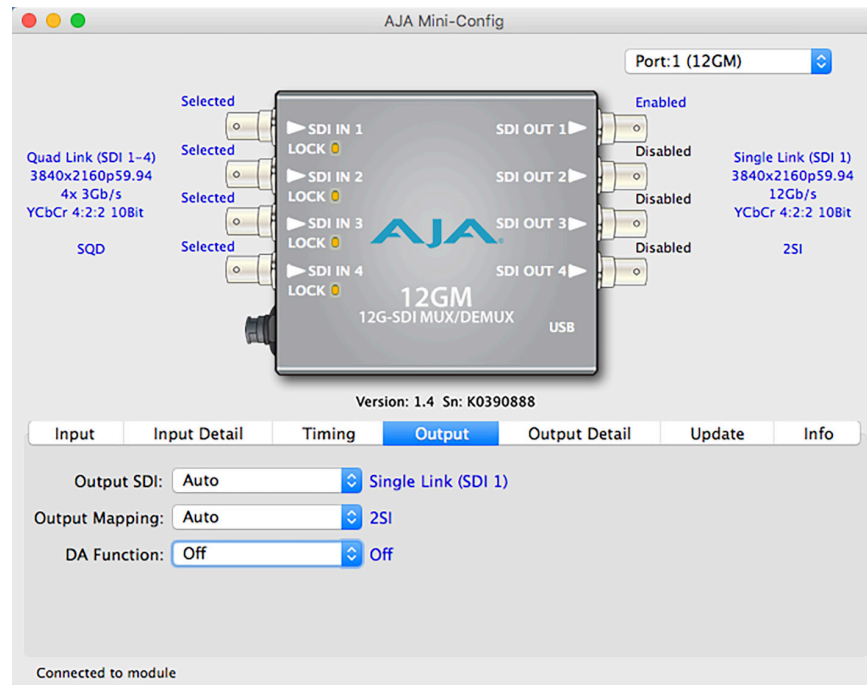 AJA Mini-Config
Port:1 (12GM)
Selected
Enabled
SDI IN 1
SDI OUT 1
LOCK
Quad Link (SDI 1-4)
3840x2160p59.94
4x 3Gb/s
YCbCr 4:2:2 10Bit
SQD
Selected
Disabled
SDI IN 2
SDI OUT 2
LOCK
Single Link (SDI 1)
3840x2160p59.94
12Gb/s
YCbCr 4:2:2 10Bit
2SI
Selected
Disabled
SDI IN 3
SDI OUT 3
LOCK
AJA
Selected
Disabled
SDI IN 4
SDI OUT 4
LOCK
12GM
12G-SDI MUX/DEMUX
USB
Version: 1.4 Sn: K0390888
Input Input Detail Timing Output Output Detail Update Info
Output SDI: Auto Single Link (SDI 1)
Output Mapping: Auto 2SI
DA Function: Off Off
Connected to module